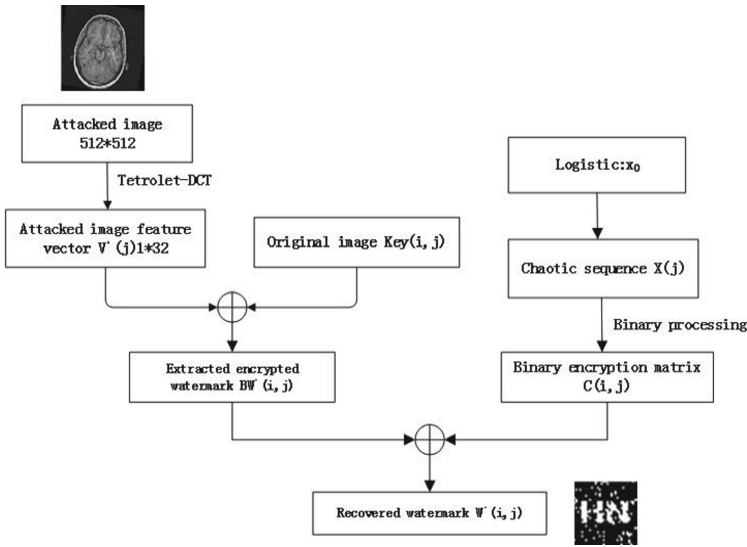 Attacked image
512*512
Tetrolet-DCT
Attacked image feature
vector V'(j)1*32
Original image Key(i,j)
Logistic:x₀
Chaotic sequence X(j)
Binary processing
Extracted encrypted
watermark BW'(i,j)
Binary encryption matrix
C(i,j)
Recovered watermark W'(i,j)
HN